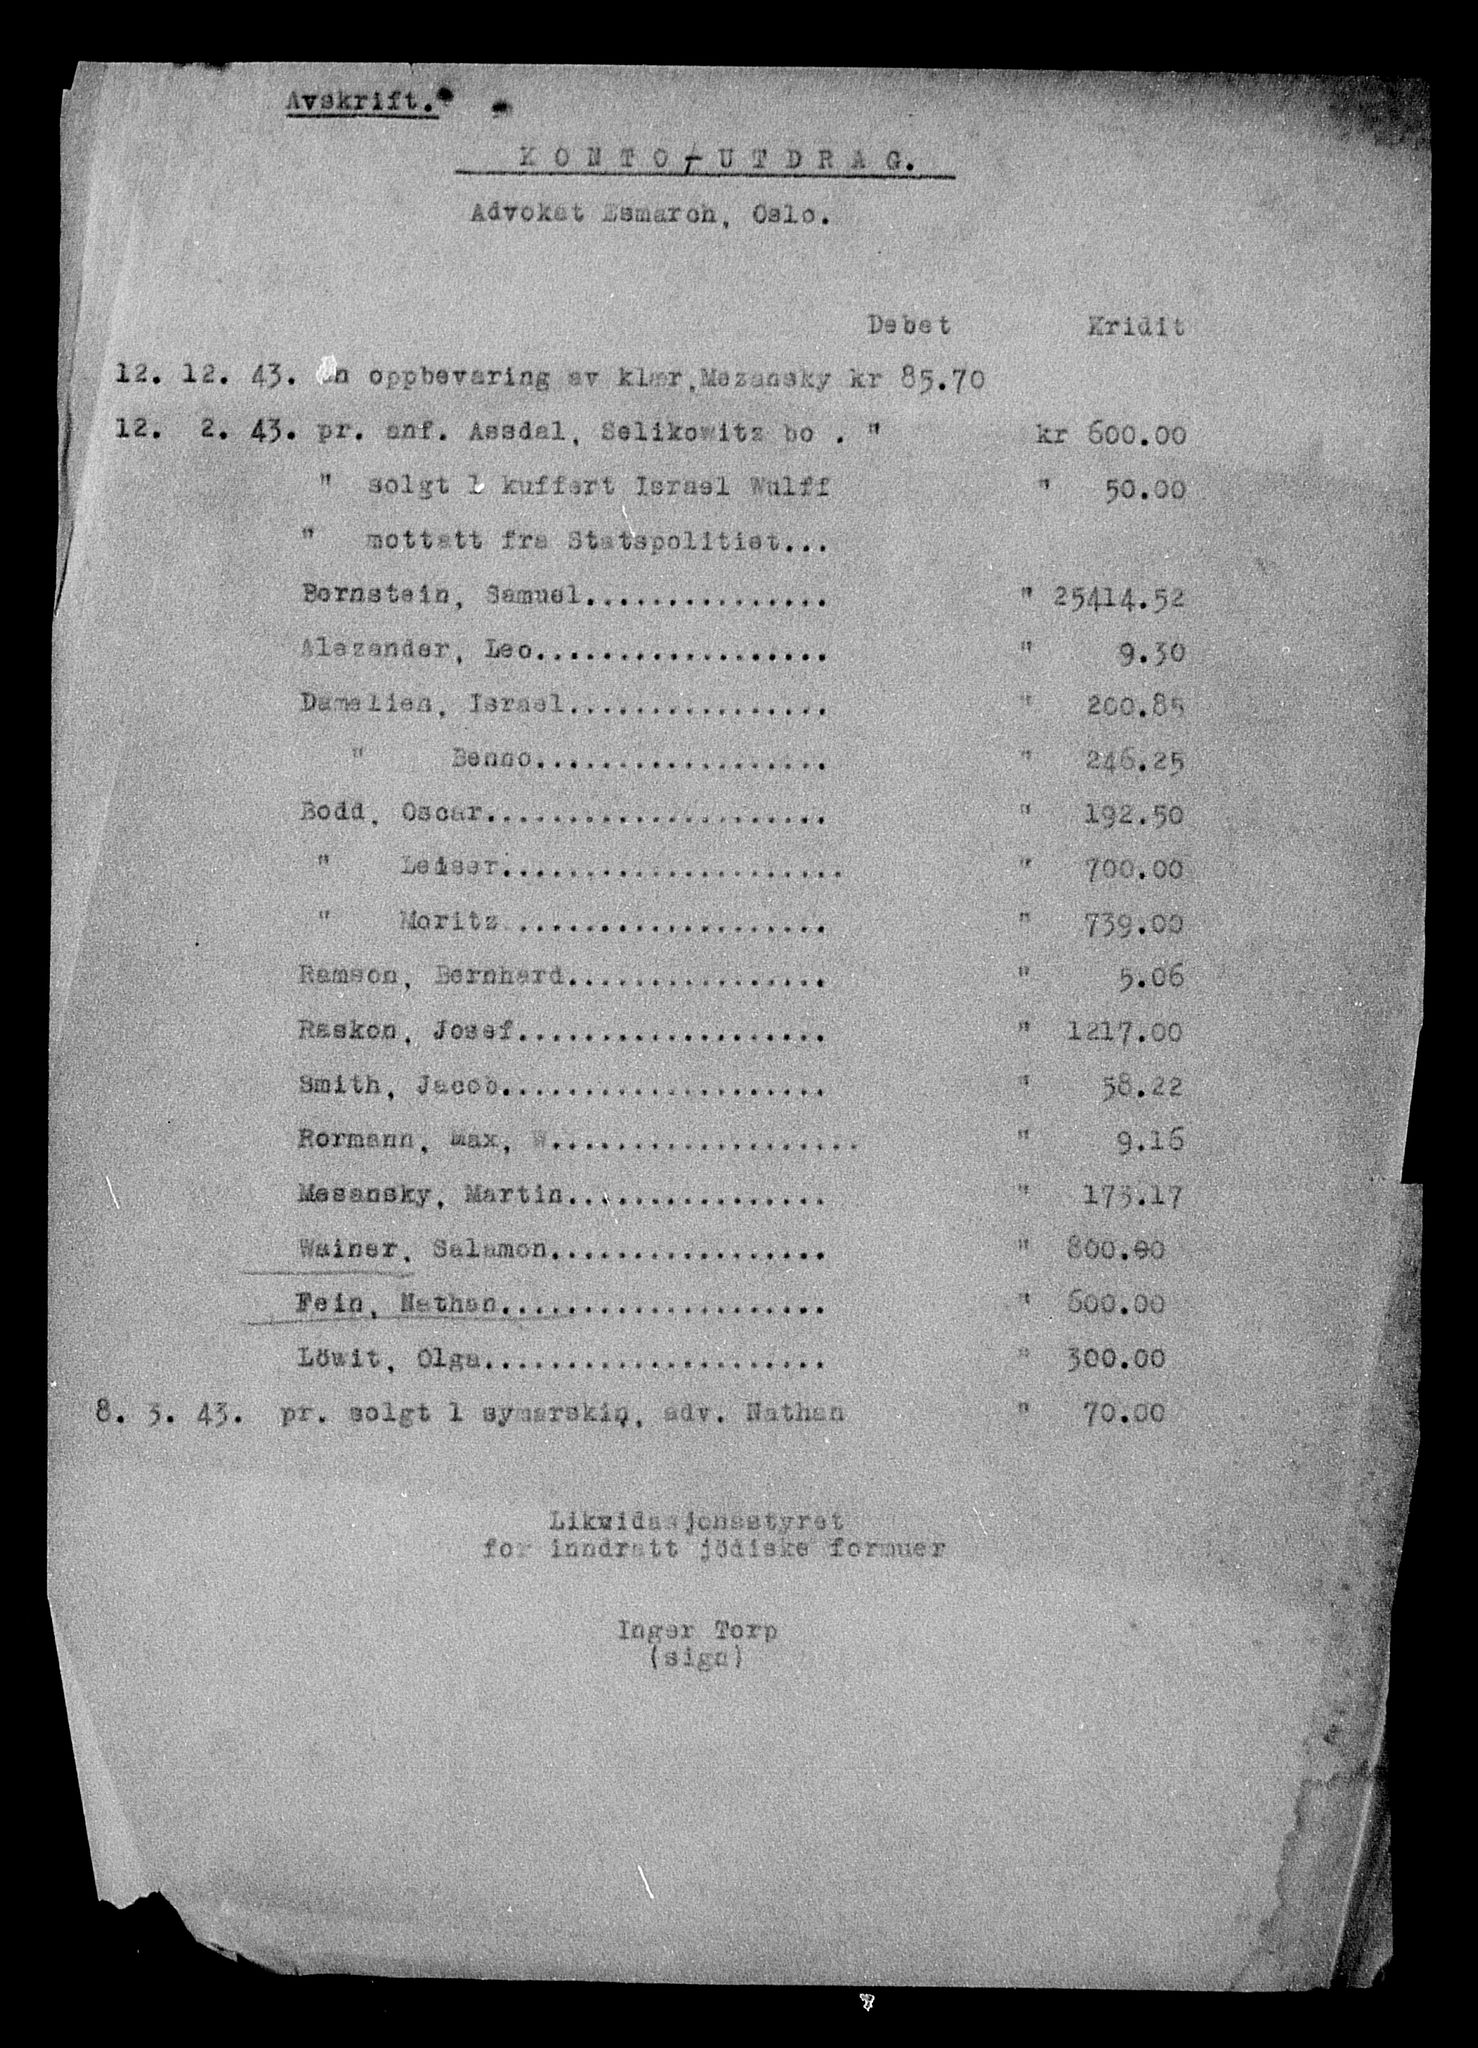 Avskrift.
KONTO-UTDRAG.
Advokat Esmarch, Oslo.
Debet Kridit
12. 12. 43. an oppbevaring av klær, Mezansky kr 85.70
12. 2. 43. pr. anf. Assdal, Selikowitz bo . " kr 600.00
" solgt 1 kuffert Israel Wulff " 50.00
" mottatt fra Statspolitiet...
Bernstein, Samuel............... " 25414.52
Alexander, Leo.................. " 9.30
Damelien, Israel................ " 200.85
" Benno.................. " 246.25
Bodd, Oscar..................... " 192.50
" Leiser..................... " 700.00
" Moritz ................... " 739.00
Ramson, Bernhard................ " 5.06
Raskon, Josef................... " 1217.00
Smith, Jacob.................... " 58.22
Rormann, Max, W................... " 9.16
Mesansky, Martin................ " 173.17
Wainer, Salamon................. " 800.00
Fein, Nathan.................... " 600.00
Löwit, Olga..................... " 300.00
8. 3. 43. pr. solgt 1 symarskin, adv. Nathan " 70.00
Likvidasjonsstyret
for inndratt jödiske formuer
Inger Torp
(sign)